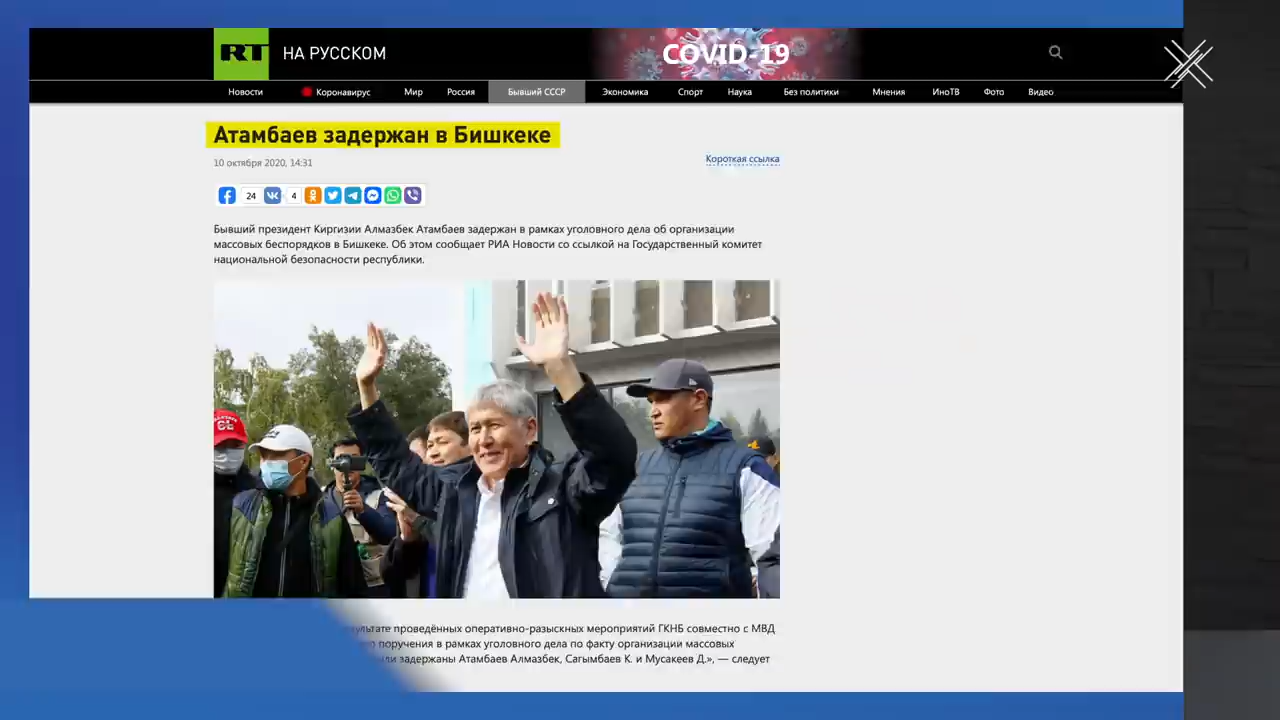 RT НА РУССКОМ
COVID-19
Новости Коронавирус Мир Россия Бывший СССР Экономика Спорт Наука Без политики Мнения ИноТВ Фото Видео
Атамбаев задержан в Бишкеке
10 октября 2020, 14:31
Короткая ссылка
24 4
Бывший президент Киргизии Алмазбек Атамбаев задержан в рамках уголовного дела об организации
массовых беспорядков в Бишкеке. Об этом сообщает РИА Новости со ссылкой на Государственный комитет
национальной безопасности республики.
проведённых оперативно-разыскных мероприятий ГКНБ совместно с МВД
поручения в рамках уголовного дела по факту организации массовых
задержаны Атамбаев Алмазбек, Сагымбаев К. и Мусакеев Д.», — следует